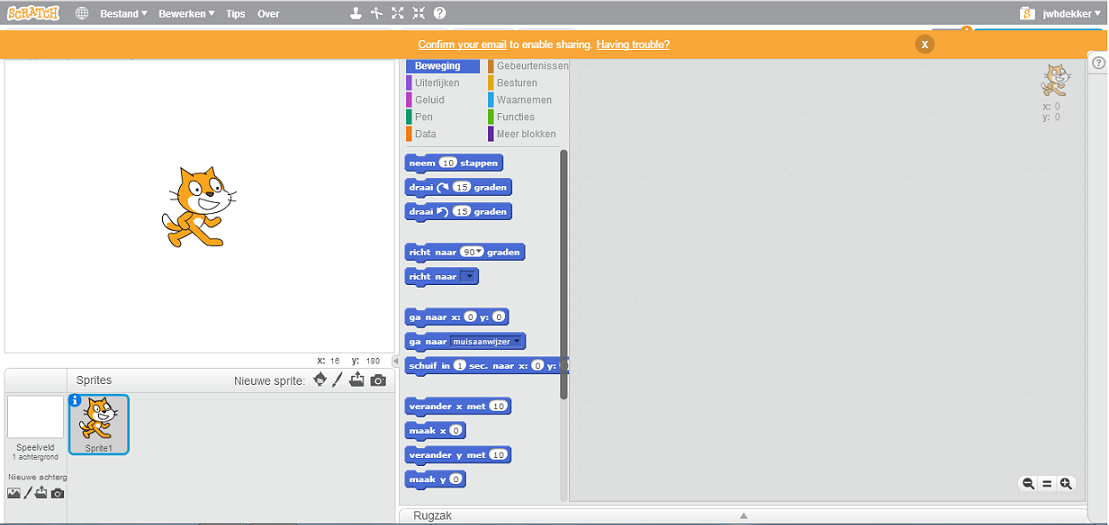 SCRATCH Bestand Bewerken Tips Over jwhdekker
Confirm your email to enable sharing. Having trouble? X
Beweging Gebeurtenissen
Uiterlijken Besturen
Geluid Waarnemen
Pen Functies
Data Meer blokken
x: 0
y: 0
neem 10 stappen
draai 15 graden
draai 15 graden
richt naar 90 graden
richt naar
ga naar x: 0 y: 0
ga naar muisaanwijzer
schuif in 1 sec. naar x: 0 y:
verander x met 10
maak x 0
verander y met 10
maak y 0
x: 16 y: 180
Sprites Nieuwe sprite:
Speelveld
1 achtergrond
Sprite1
Nieuwe achterg
Rugzak